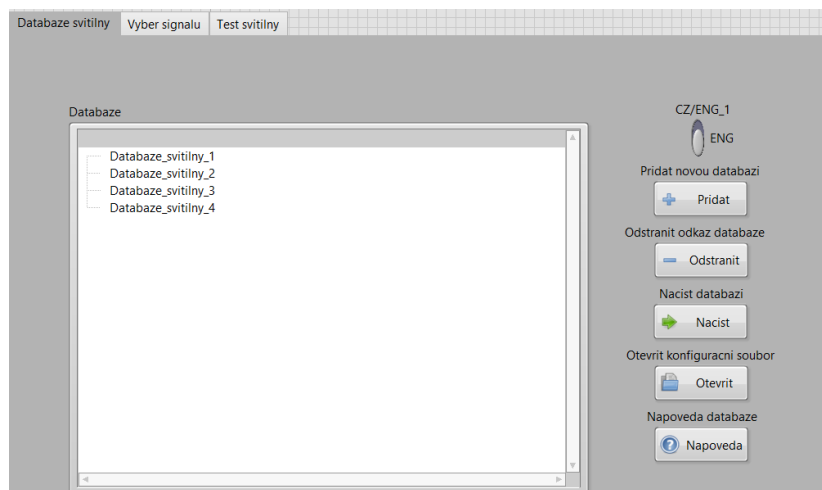 Databaze svitilny
Vyber signalu
Test svitilny
Databaze
Databaze_svitilny_1
Databaze_svitilny_2
Databaze_svitilny_3
Databaze_svitilny_4
CZ/ENG_1
ENG
Pridat novou databazi
Pridat
Odstranit odkaz databaze
Odstranit
Nacist databazi
Nacist
Otevrit konfiguracni soubor
Otevrit
Napoveda databaze
Napoveda